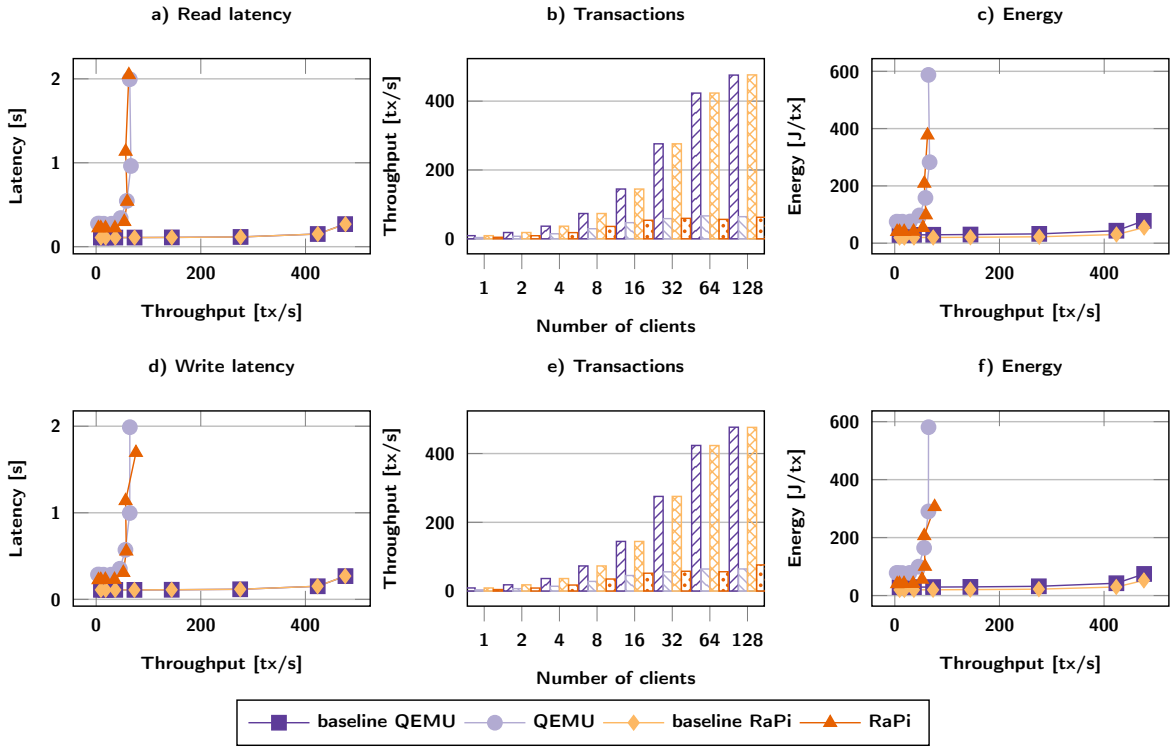 a) Read latency
Latency [s]
2
1
0
0 200 400
Throughput [tx/s]
b) Transactions
Throughput [tx/s]
400
200
0
1 2 4 8 16 32 64 128
Number of clients
c) Energy
Energy [J/tx]
600
400
200
0
0 200 400
Throughput [tx/s]
d) Write latency
Latency [s]
2
1
0
0 200 400
Throughput [tx/s]
e) Transactions
Throughput [tx/s]
400
200
0
1 2 4 8 16 32 64 128
Number of clients
f) Energy
Energy [J/tx]
600
400
200
0
0 200 400
Throughput [tx/s]
baseline QEMU QEMU baseline RaPi RaPi